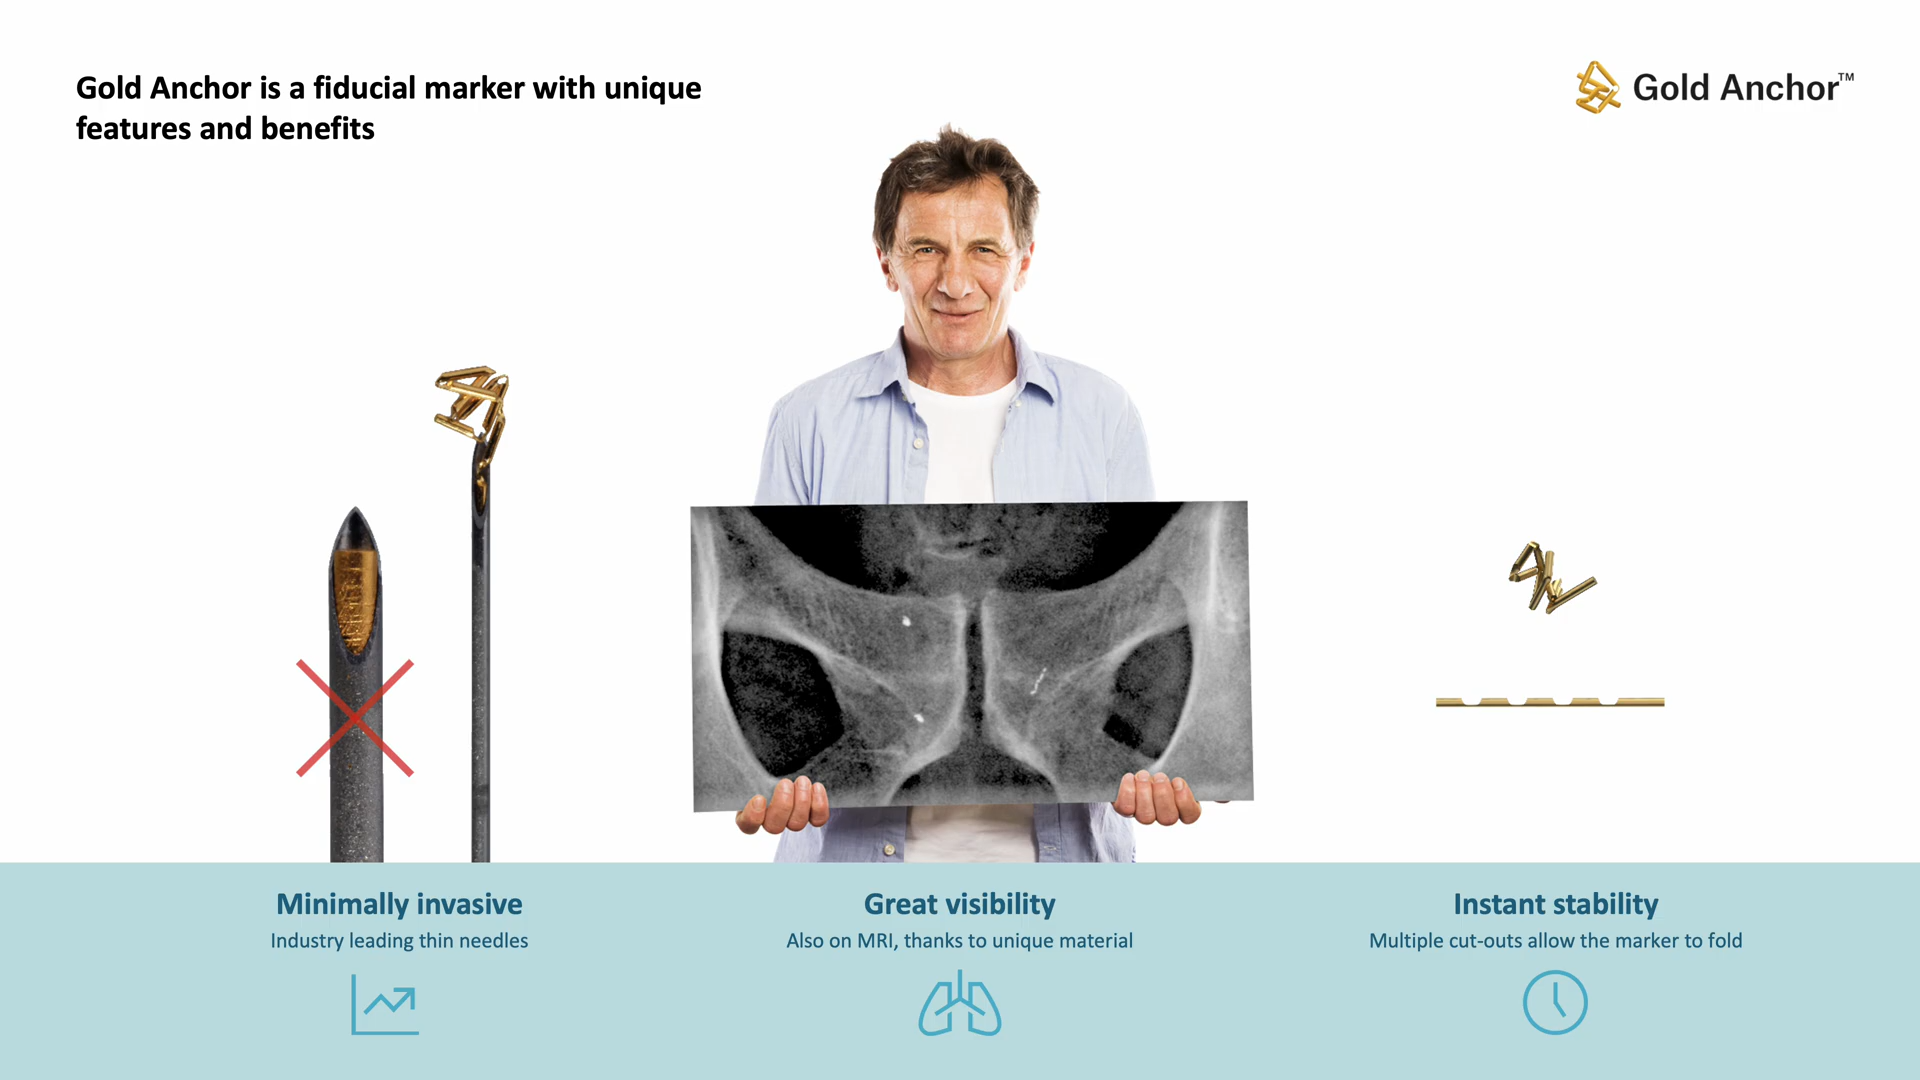 Gold Anchor is a fiducial marker with unique
features and benefits
Gold Anchor™
Minimally invasive
Industry leading thin needles
Great visibility
Also on MRI, thanks to unique material
Instant stability
Multiple cut-outs allow the marker to fold